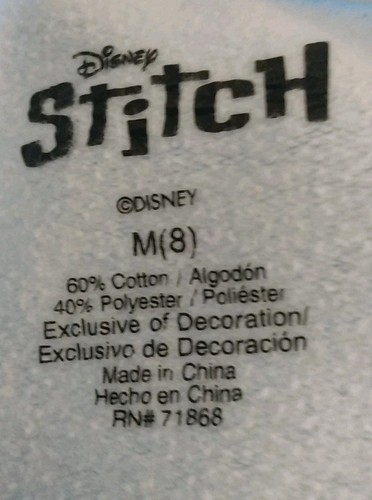 Disney
Stitch
©DISNEY
M(8)
60% Cotton / Algodón
40% Polyester / Poliéster
Exclusive of Decoration/
Exclusivo de Decoración
Made in China
Hecho en China
RN# 71868